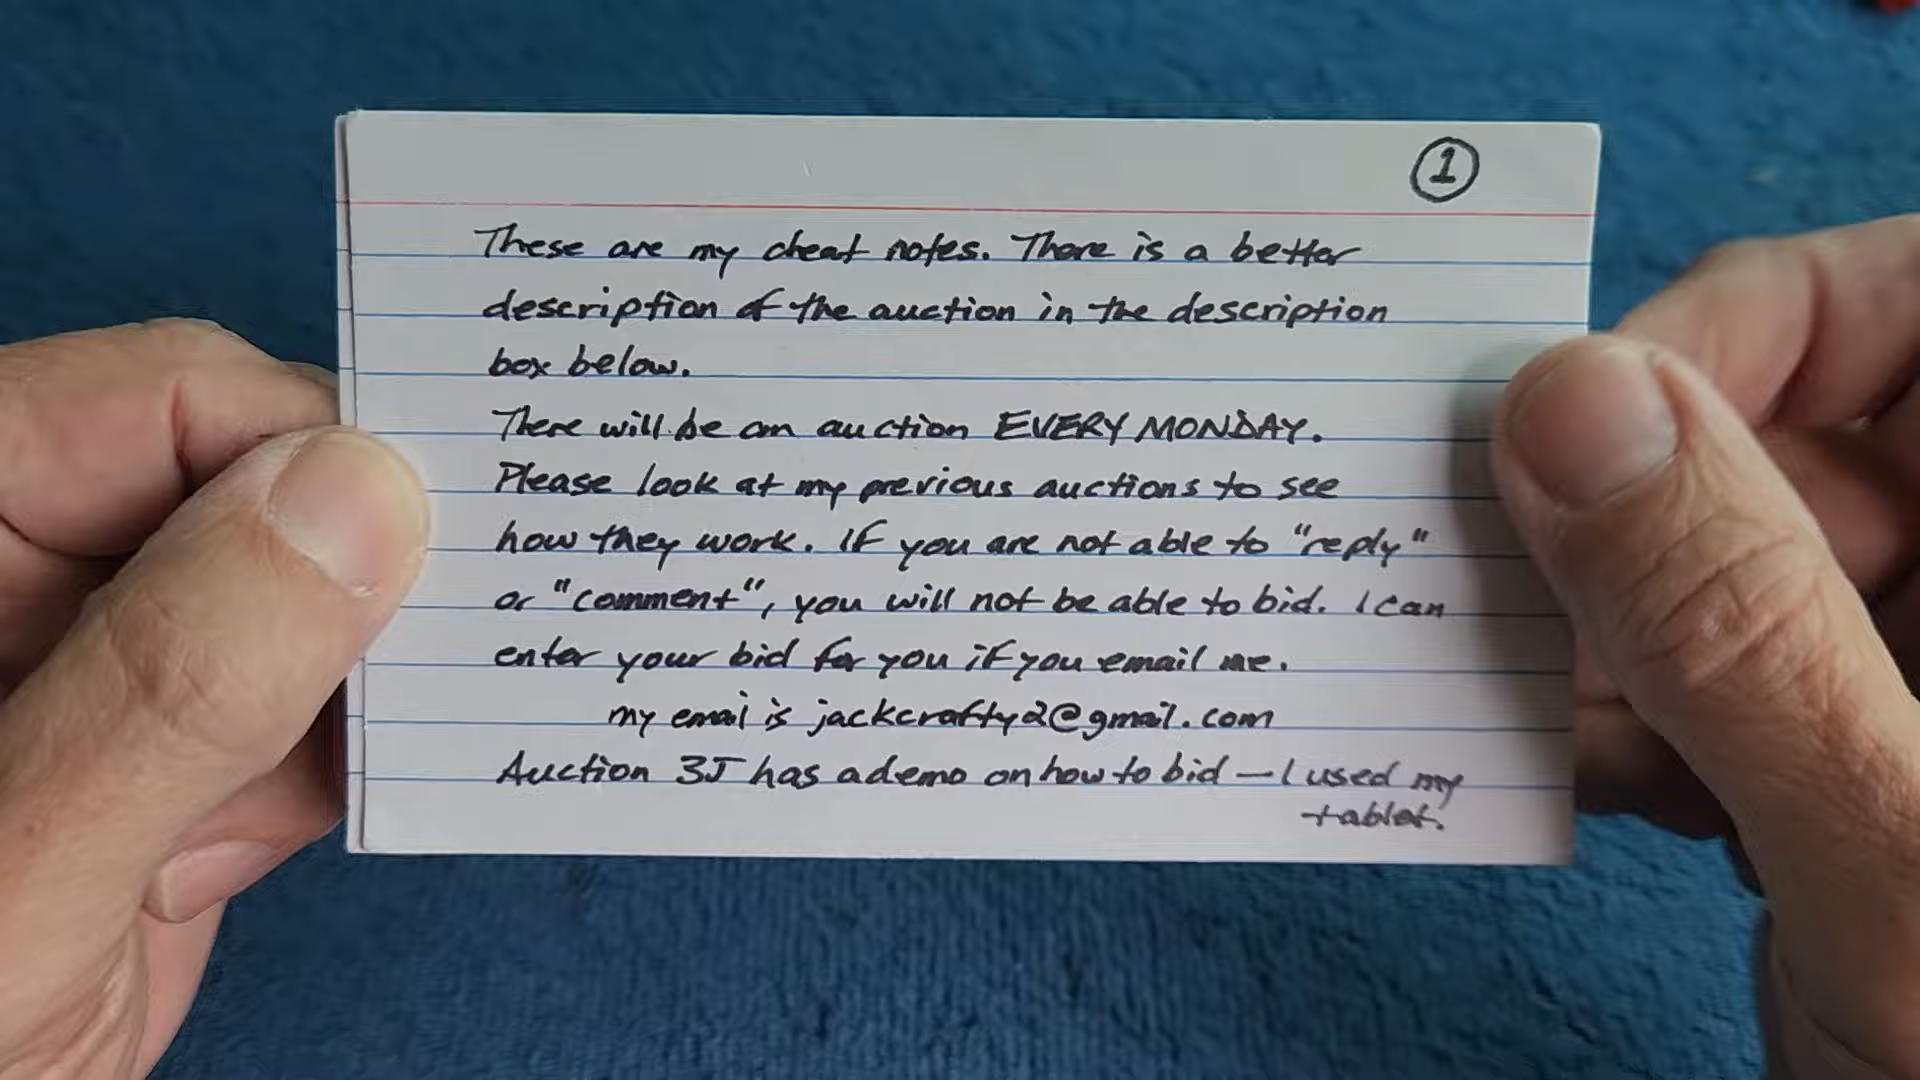 1
These are my cheat notes. There is a better
description of the auction in the description
box below.
There will be an auction EVERY MONDAY.
Please look at my previous auctions to see
how they work. If you are not able to "reply"
or "comment", you will not be able to bid. I can
enter your bid for you if you email me.
my email is jackcrafty2@gmail.com
Auction 3J has a demo on how to bid — I used my
tablet.